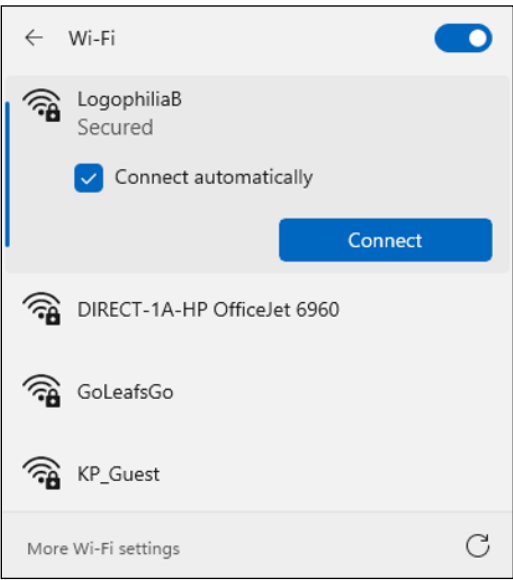 Wi-Fi
LogophiliaB
Secured
Connect automatically
Connect
DIRECT-1A-HP OfficeJet 6960
GoLeafsGo
KP_Guest
More Wi-Fi settings